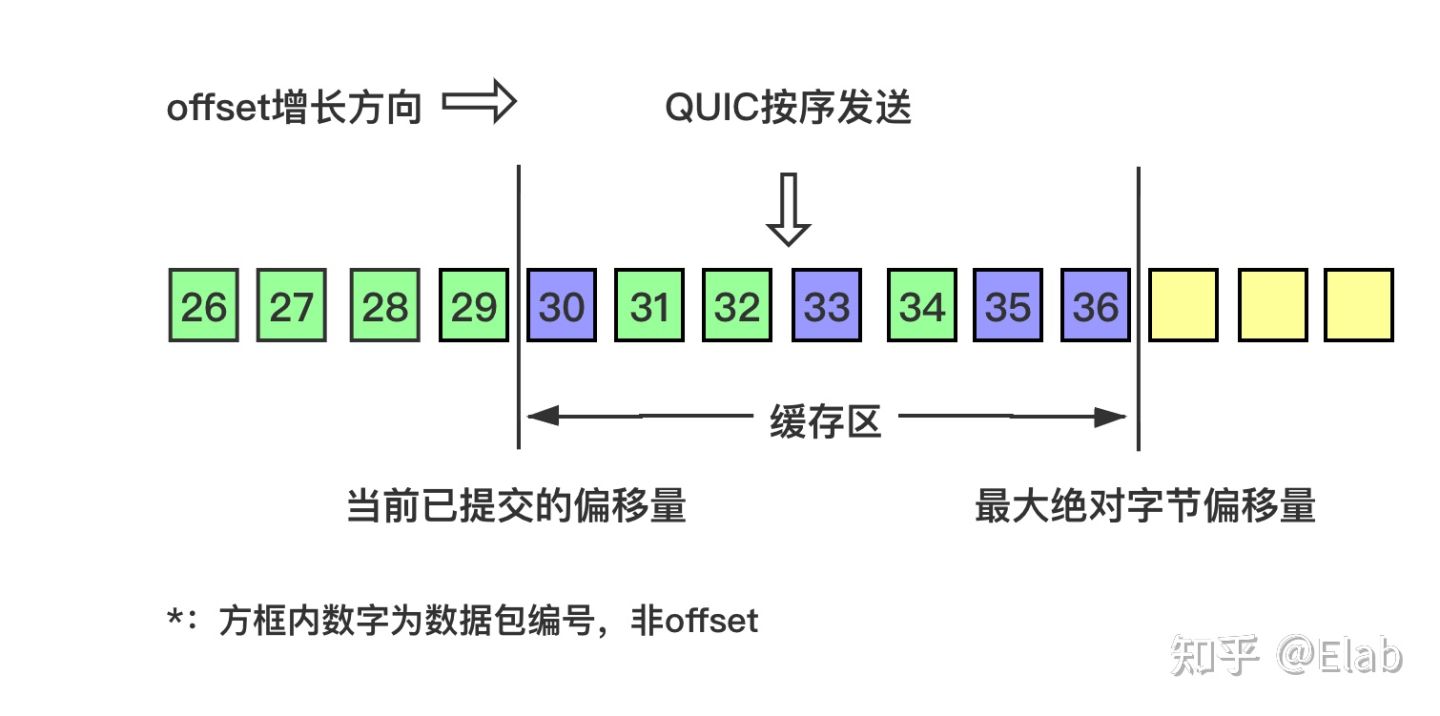 offset增长方向 QUIC按序发送
26 27 28 29 30 31 32 33 34 35 36
缓存区
当前已提交的偏移量 最大绝对字节偏移量
*：方框内数字为数据包编号，非offset
知乎 @Elab